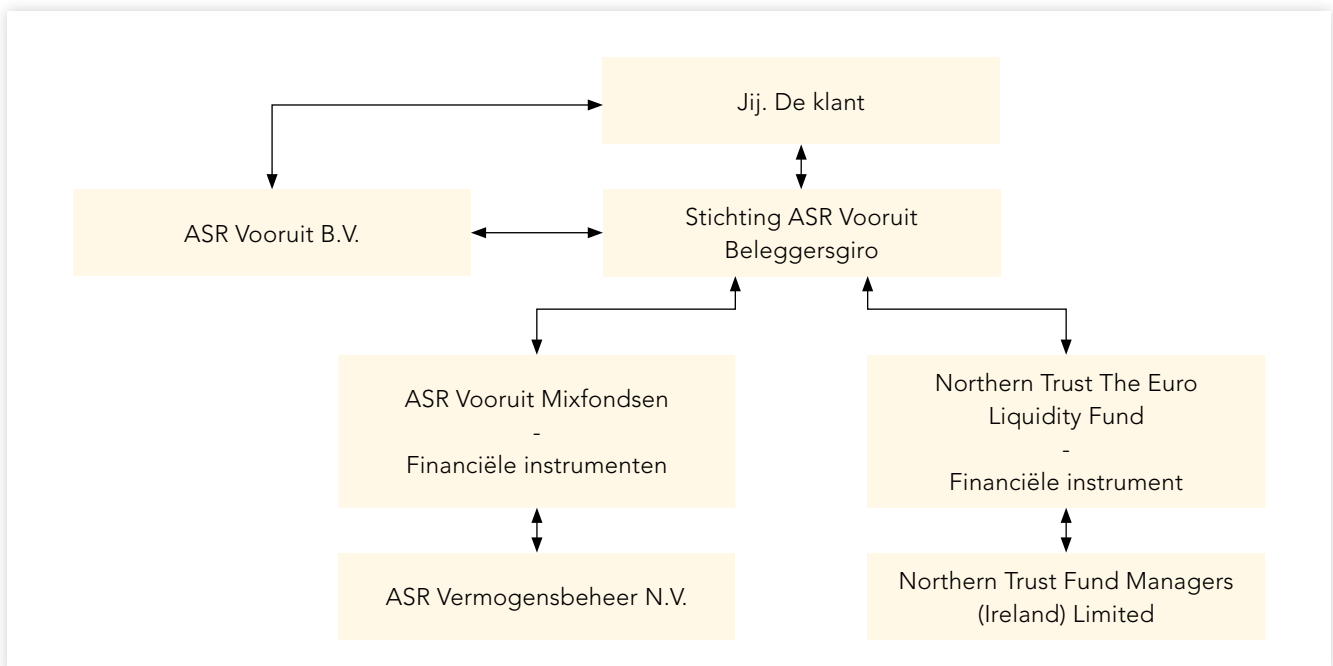 Jij. De klant
ASR Vooruit B.V.
Stichting ASR Vooruit
Beleggersgiro
ASR Vooruit Mixfondsen
-
Financiële instrumenten
Northern Trust The Euro
Liquidity Fund
-
Financiële instrument
ASR Vermogensbeheer N.V.
Northern Trust Fund Managers
(Ireland) Limited